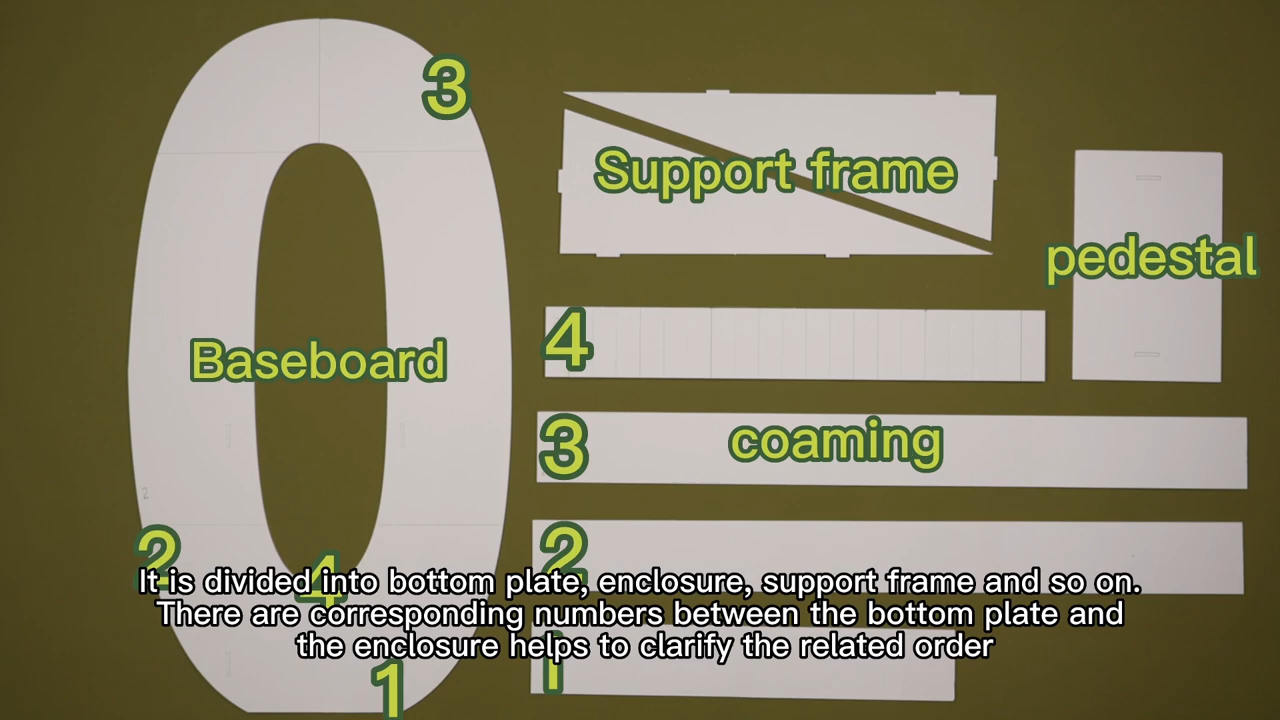 3
Support frame
pedestal
4
Baseboard
3
coaming
2
2
2
4
It is divided into bottom plate, enclosure, support frame and so on.
There are corresponding numbers between the bottom plate and
the enclosure helps to clarify the related order
1
1